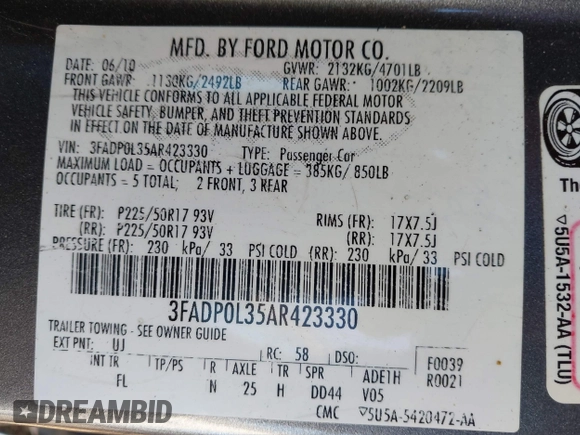 MFD. BY FORD MOTOR CO.
DATE: 06/10 GVWR: 2132KG/4701LB
FRONT GAWR: 1130KG/2492LB REAR GAWR: 1002KG/2209LB
THIS VEHICLE CONFORMS TO ALL APPLICABLE FEDERAL MOTOR
VEHICLE SAFETY, BUMPER, AND THEFT PREVENTION STANDARDS
IN EFFECT ON THE DATE OF MANUFACTURE SHOWN ABOVE.
VIN: 3FADP0L35AR423330 TYPE: Passenger Car
MAXIMUM LOAD = OCCUPANTS + LUGGAGE = 385KG/ 850LB
OCCUPANTS = 5 TOTAL; 2 FRONT, 3 REAR
TIRE (FR): P225/50R17 93V RIMS (FR): 17X7.5J
(RR): P225/50R17 93V (RR): 17X7.5J
PRESSURE (FR): 230 kPa/ 33 PSI COLD (RR): 230 kPa/ 33 PSI COLD
3FADP0L35AR423330
TRAILER TOWING - SEE OWNER GUIDE
EXT PNT: UJ RC: 58 DSO: F0039
INT TR TP/PS R AXLE TR SPR ADE1H R0021
FL N 25 H DD44 V05
CMC ▽5U5A-5420472-AA
Th
▽5U5A-1532-AA (TLU)
DREAMBID